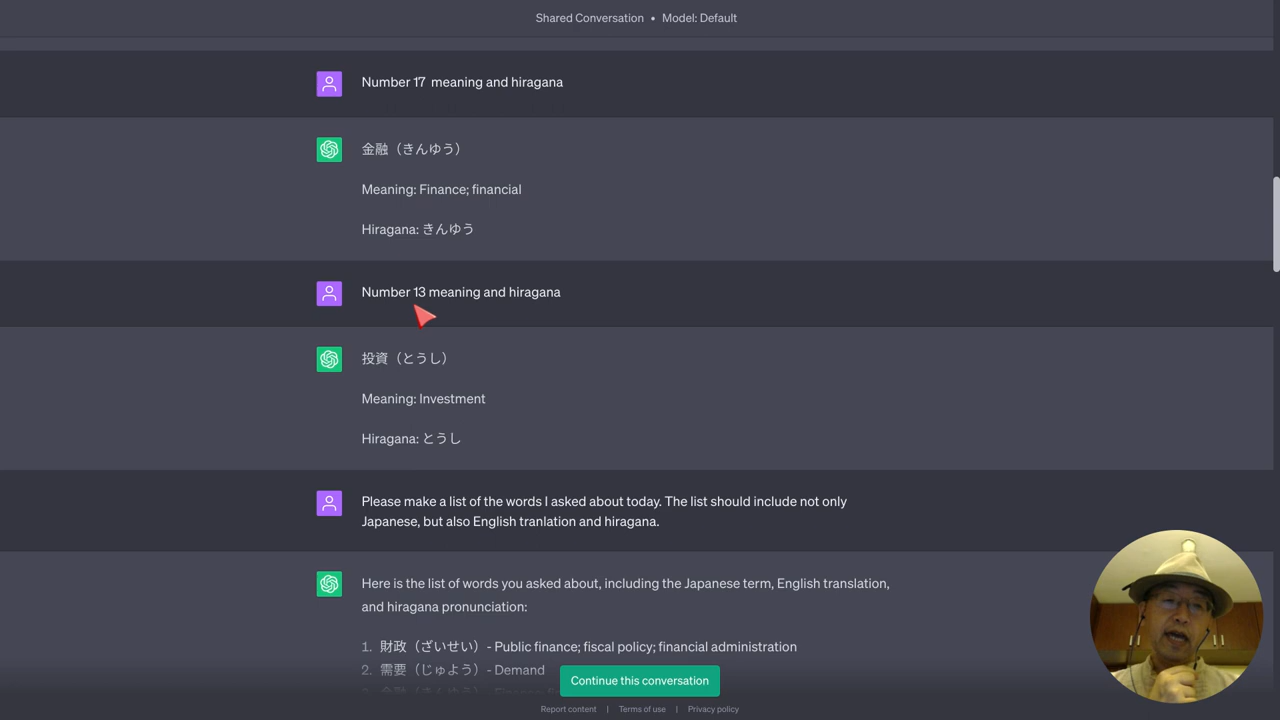 Shared Conversation • Model: Default
Number 17 meaning and hiragana
金融（きんゆう）
Meaning: Finance; financial
Hiragana: きんゆう
Number 13 meaning and hiragana
投資（とうし）
Meaning: Investment
Hiragana: とうし
Please make a list of the words I asked about today. The list should include not only
Japanese, but also English tranlation and hiragana.
Here is the list of words you asked about, including the Japanese term, English translation,
and hiragana pronunciation:
1. 財政（ざいせい）- Public finance; fiscal policy; financial administration
2. 需要（じゅよう）- Demand
Continue this conversation
Report content | Terms of use | Privacy policy